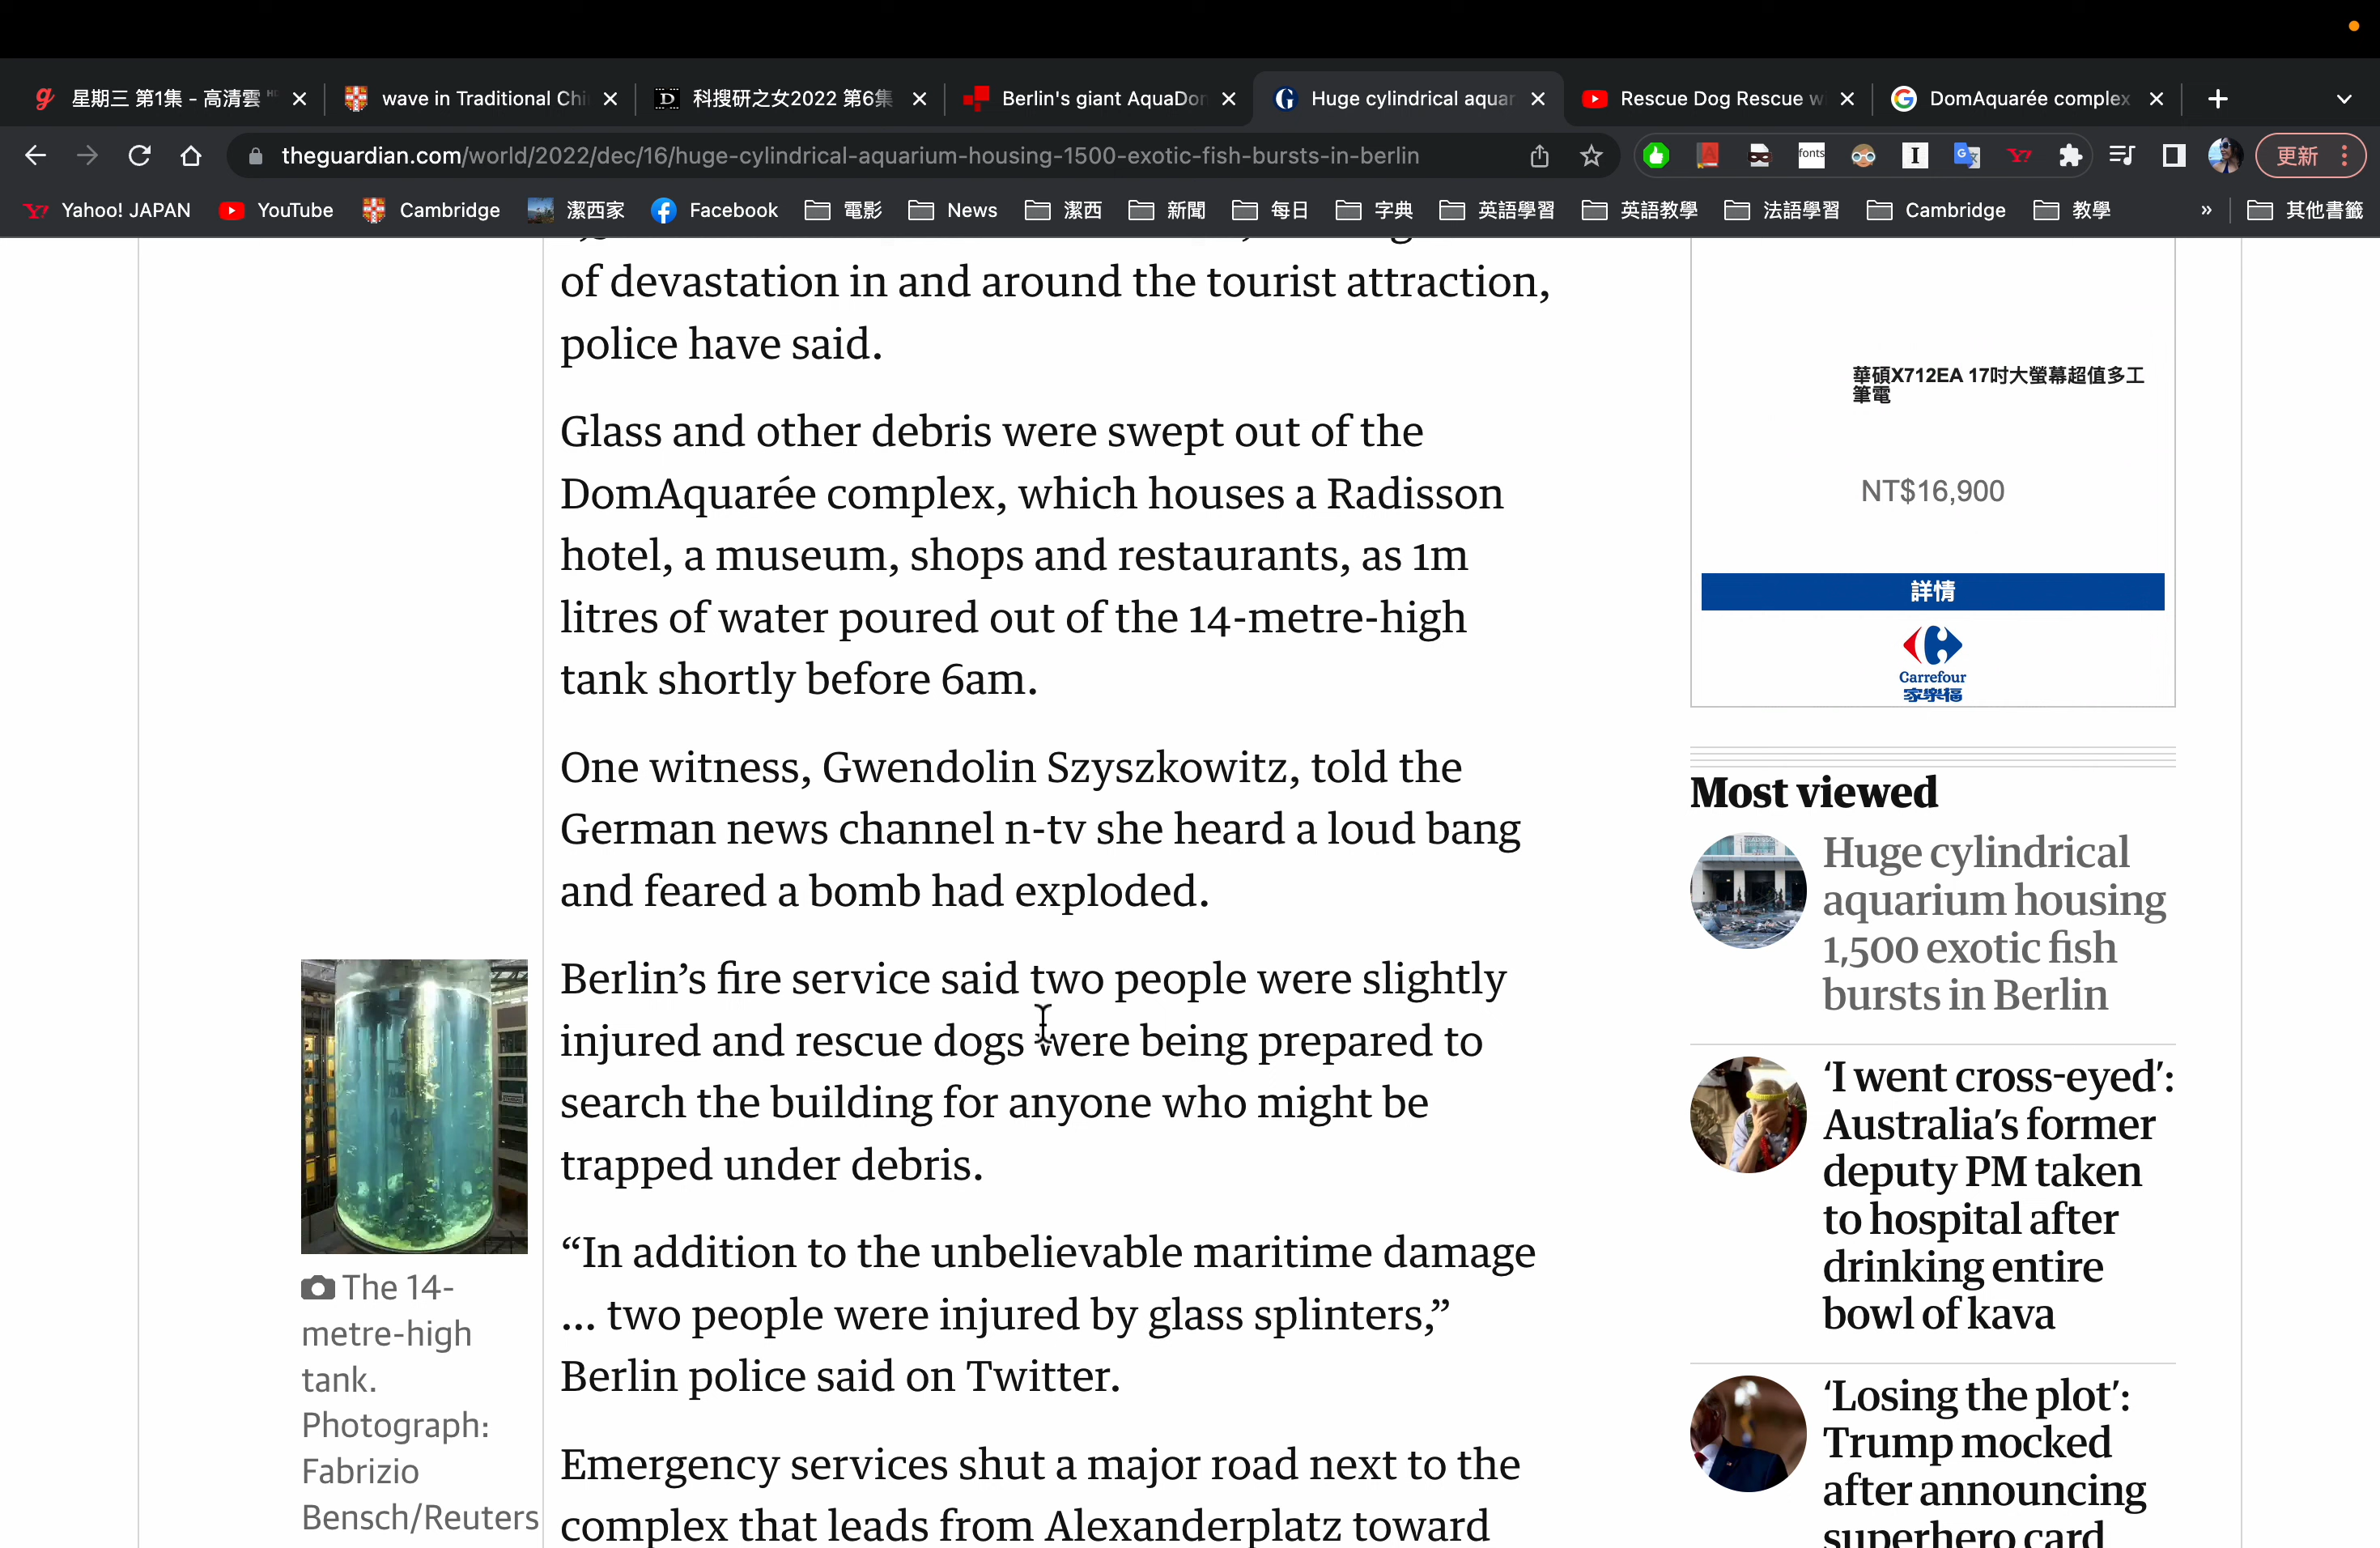 星期三 第1集 - 高清雲
wave in Traditional Chi
科搜研之女2022 第6集
Berlin's giant AquaDom
Huge cylindrical aquar
Rescue Dog Rescue w
DomAquarée complex
theguardian.com/world/2022/dec/16/huge-cylindrical-aquarium-housing-1500-exotic-fish-bursts-in-berlin
fonts
更新
Yahoo! JAPAN
YouTube
Cambridge
潔西家
Facebook
電影
News
潔西
新聞
每日
字典
英語學習
英語教學
法語學習
Cambridge
教學
»
其他書籤
of devastation in and around the tourist attraction,
police have said.
Glass and other debris were swept out of the
DomAquarée complex, which houses a Radisson
hotel, a museum, shops and restaurants, as 1m
litres of water poured out of the 14-metre-high
tank shortly before 6am.
One witness, Gwendolin Szyszkowitz, told the
German news channel n-tv she heard a loud bang
and feared a bomb had exploded.
Berlin’s fire service said two people were slightly
injured and rescue dogs were being prepared to
search the building for anyone who might be
trapped under debris.
“In addition to the unbelievable maritime damage
… two people were injured by glass splinters,”
Berlin police said on Twitter.
Emergency services shut a major road next to the
complex that leads from Alexanderplatz toward
The 14-
metre-high
tank.
Photograph:
Fabrizio
Bensch/Reuters
華碩X712EA 17吋大螢幕超值多工
筆電
NT$16,900
詳情
Carrefour
家樂福
Most viewed
Huge cylindrical
aquarium housing
1,500 exotic fish
bursts in Berlin
‘I went cross-eyed’:
Australia’s former
deputy PM taken
to hospital after
drinking entire
bowl of kava
‘Losing the plot’:
Trump mocked
after announcing
superhero card